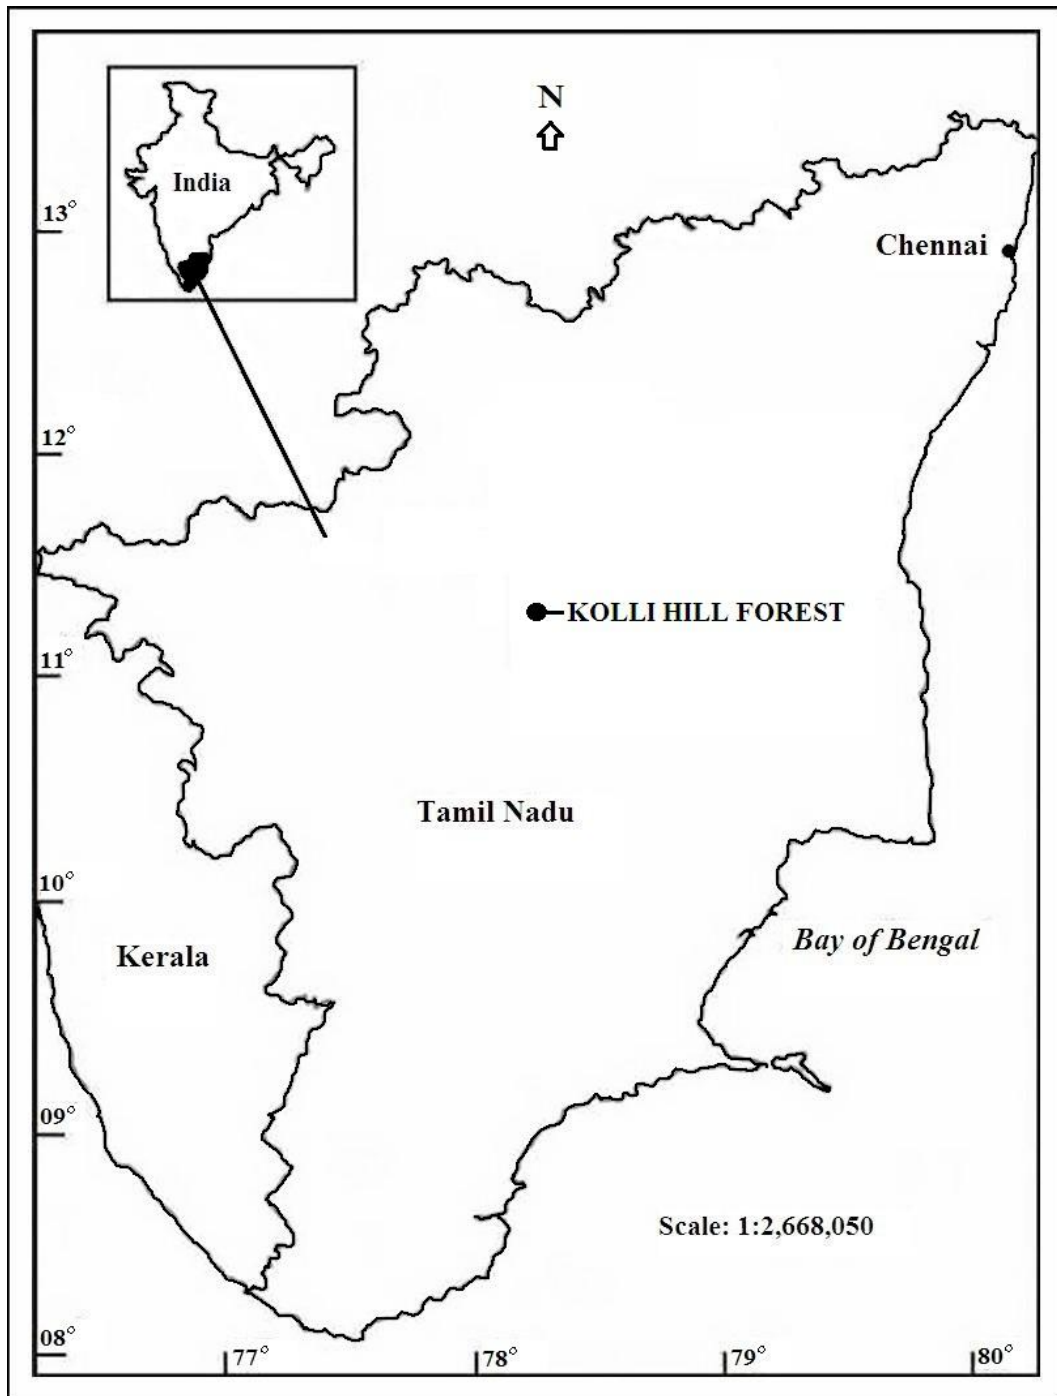 N
India
13°
Chennai
12°
KOLLI HILL FOREST
11°
Tamil Nadu
10°
Bay of Bengal
Kerala
09°
Scale: 1:2,668,050
08°
77°
78°
79°
80°